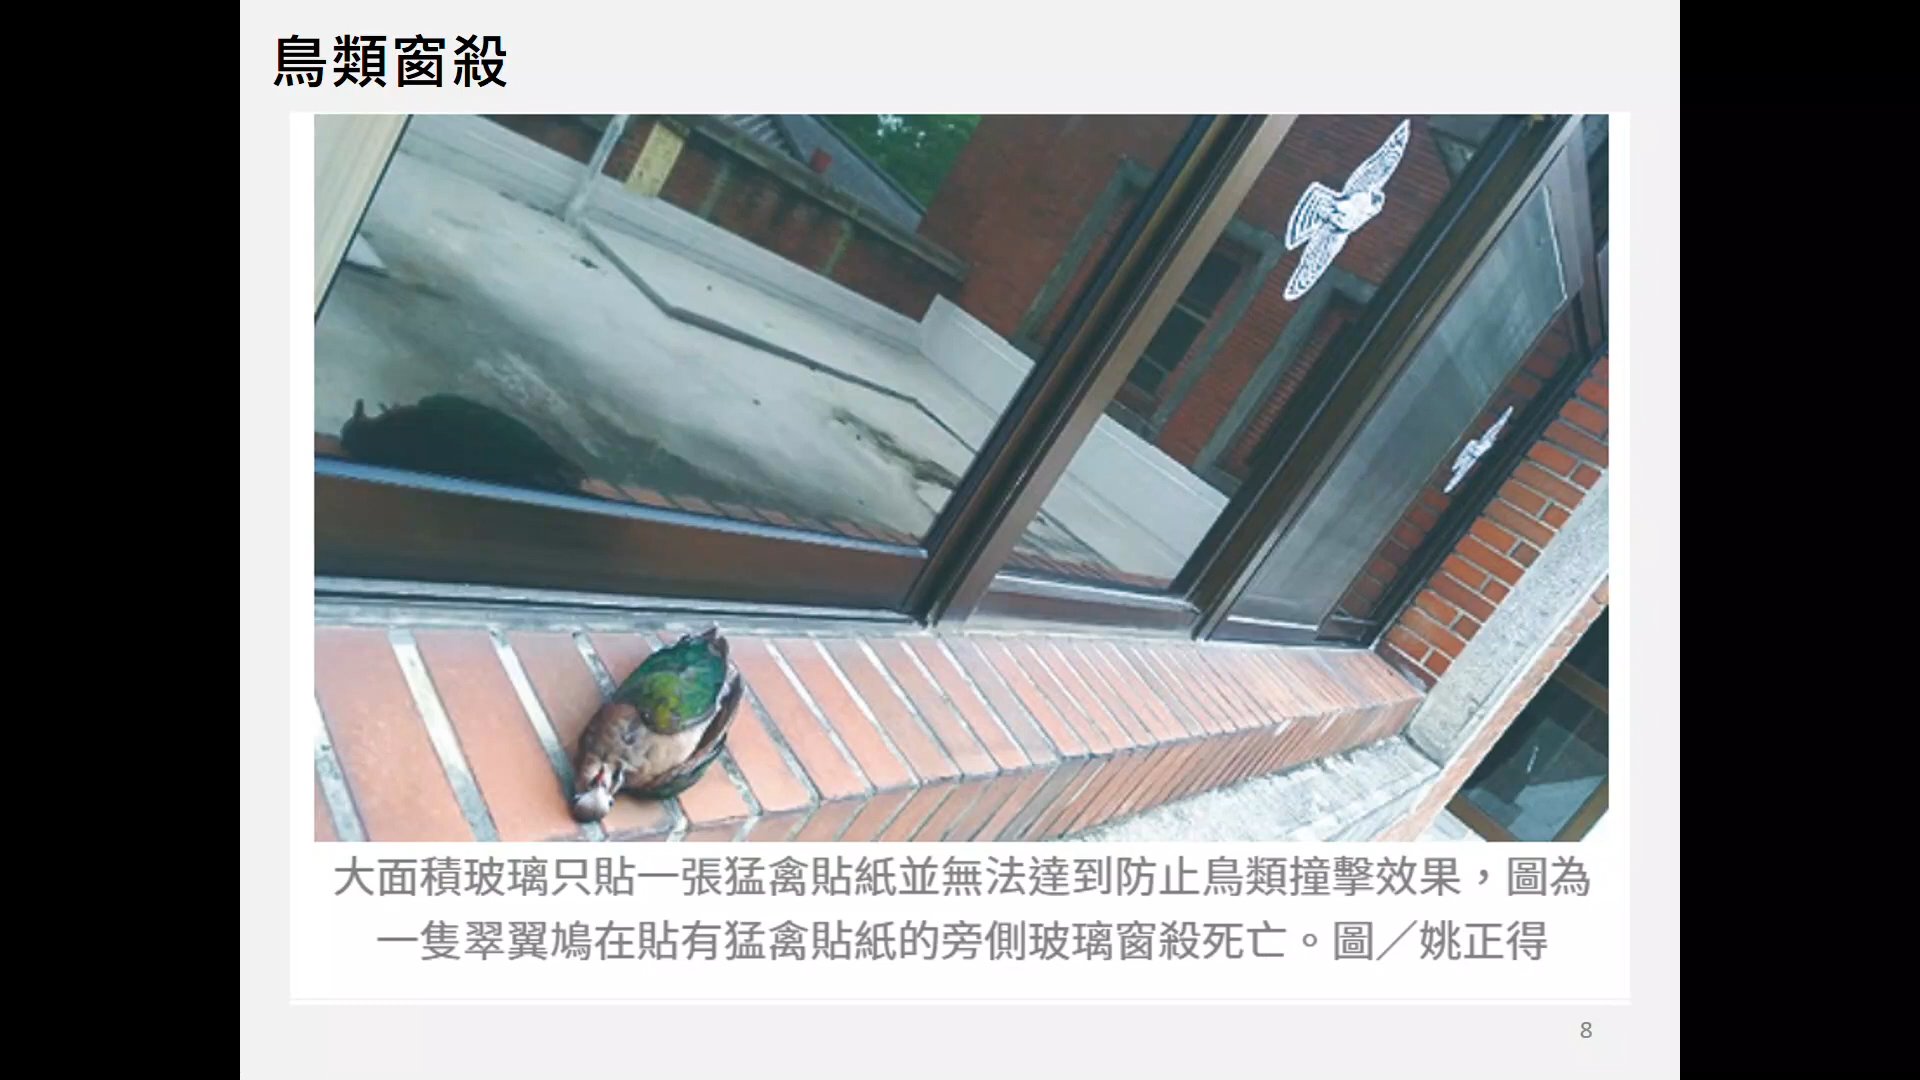 鳥類窗殺
大面積玻璃只貼一張猛禽貼紙並無法達到防止鳥類撞擊效果，圖為
一隻翠翼鳩在貼有猛禽貼紙的旁側玻璃窗殺死亡。圖／姚正得
8